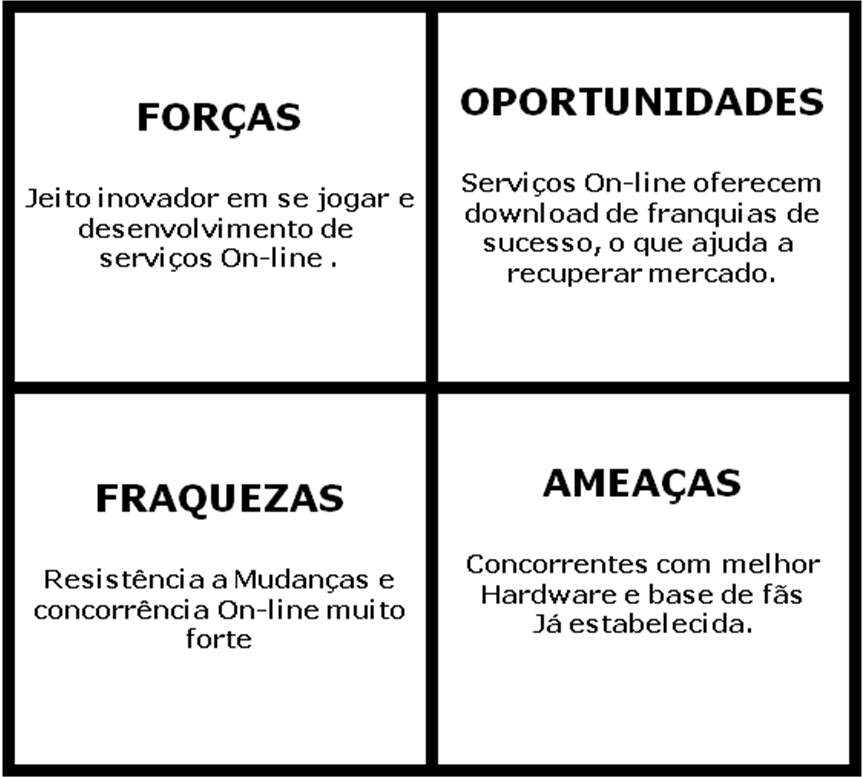 FORÇAS
Jeito inovador em se jogar e
desenvolvimento de
serviços On-line .
OPORTUNIDADES
Serviços On-line oferecem
download de franquias de
sucesso, o que ajuda a
recuperar mercado.
FRAQUEZAS
Resistência a Mudanças e
concorrência On-line muito
forte
AMEAÇAS
Concorrentes com melhor
Hardware e base de fãs
Já estabelecida.